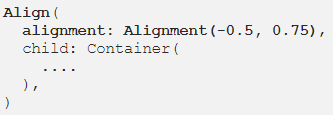 Align(
  alignment: Alignment(-0.5, 0.75),
  child: Container(
    ....
  ),
)